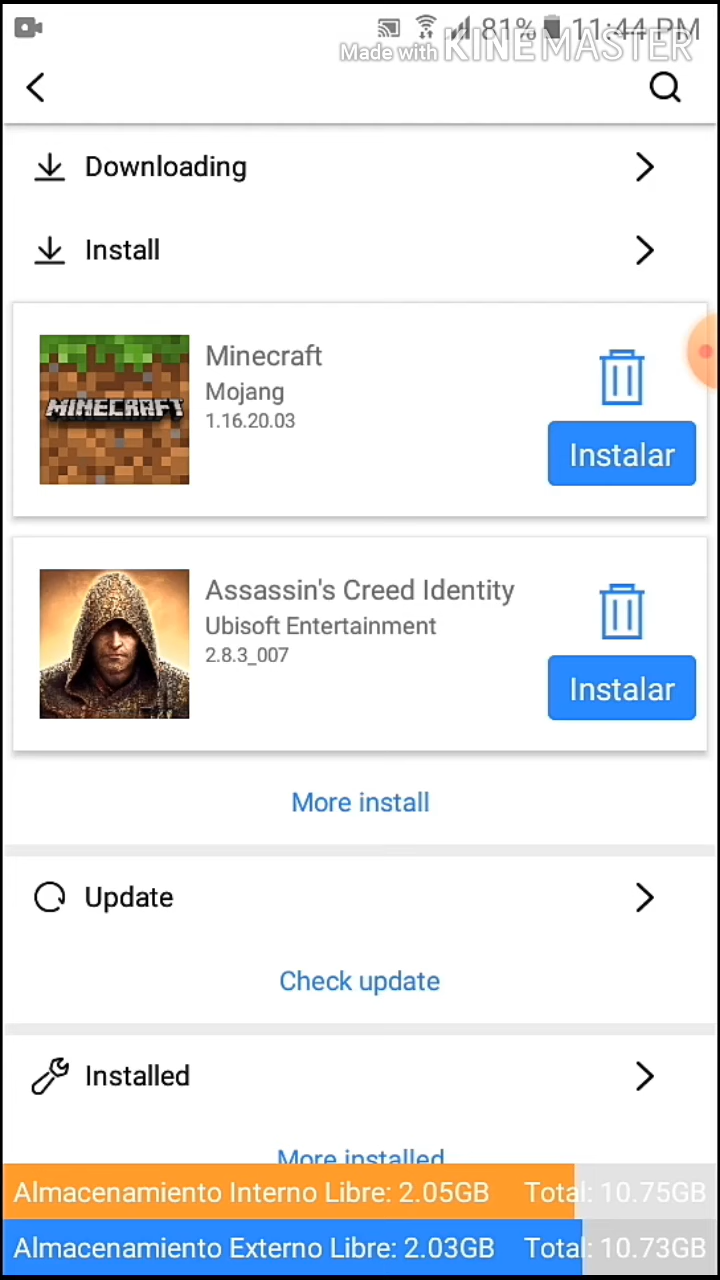 81% 11:44 PM
Made with KINEMASTER
Downloading
Install
MINECRAFT
Minecraft
Mojang
1.16.20.03
Instalar
Assassin's Creed Identity
Ubisoft Entertainment
2.8.3_007
Instalar
More install
Update
Check update
Installed
More installed
Almacenamiento Interno Libre: 2.05GB Total: 10.75GB
Almacenamiento Externo Libre: 2.03GB Total: 10.73GB